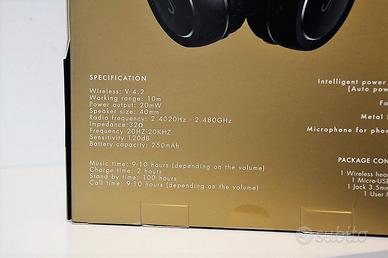 SPECIFICATION
Wireless: V 4.2
Working range: 10m
Power output: 20mW
Speaker size: 40mm
Radio frequency: 2.4020Hz - 2.480GHz
Impedance:32Ω
Frequency 20HZ-20KHZ
Sensitivity:120dB
Battery capacity: 250mAh
Music time: 9-10 hours (depending on the volume)
Charge time: 2 hours
Stand by time: 100 hours
Call time: 9-10 hours (depending on the volume)
Intelligent power
(Auto pow
Fo
Metal
Microphone for pho
PACKAGE CON
1 Wireless hea
1 Micro-US
1 Jack 3.5m
1 User M
subito